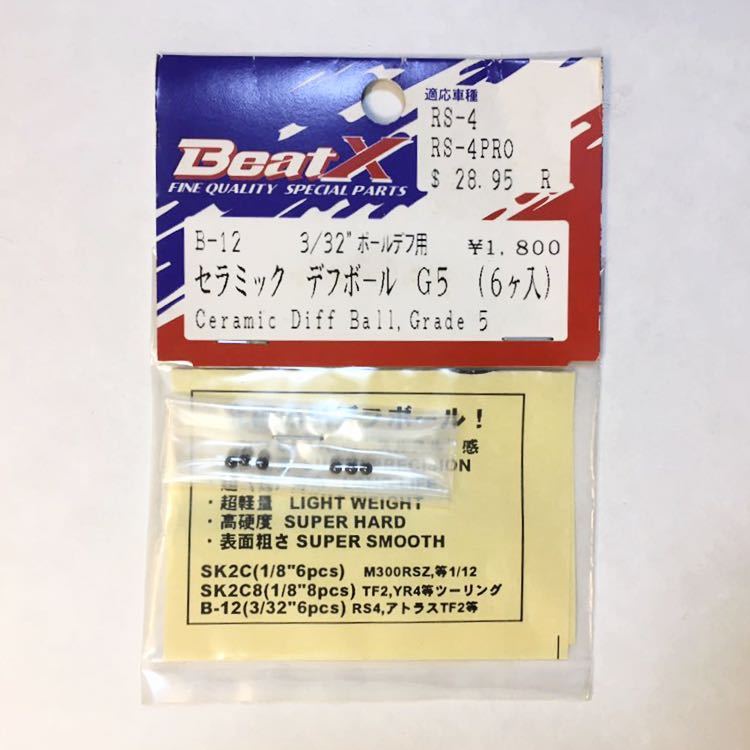 適応車種
RS-4
RS-4PRO
$ 28.95 R
BeatX
FINE QUALITY SPECIAL PARTS
B-12 3/32"ボールデフ用 ¥1,800
セラミック デフボール G5 (6ヶ入)
Ceramic Diff Ball, Grade 5
デフボール!
感
PRECISION
・超軽量 LIGHT WEIGHT
・高硬度 SUPER HARD
・表面粗さ SUPER SMOOTH
SK2C(1/8"6pcs) M300RSZ,等1/12
SK2C8(1/8"8pcs) TF2,YR4等ツーリング
B-12(3/32"6pcs) RS4,アトラスTF2等